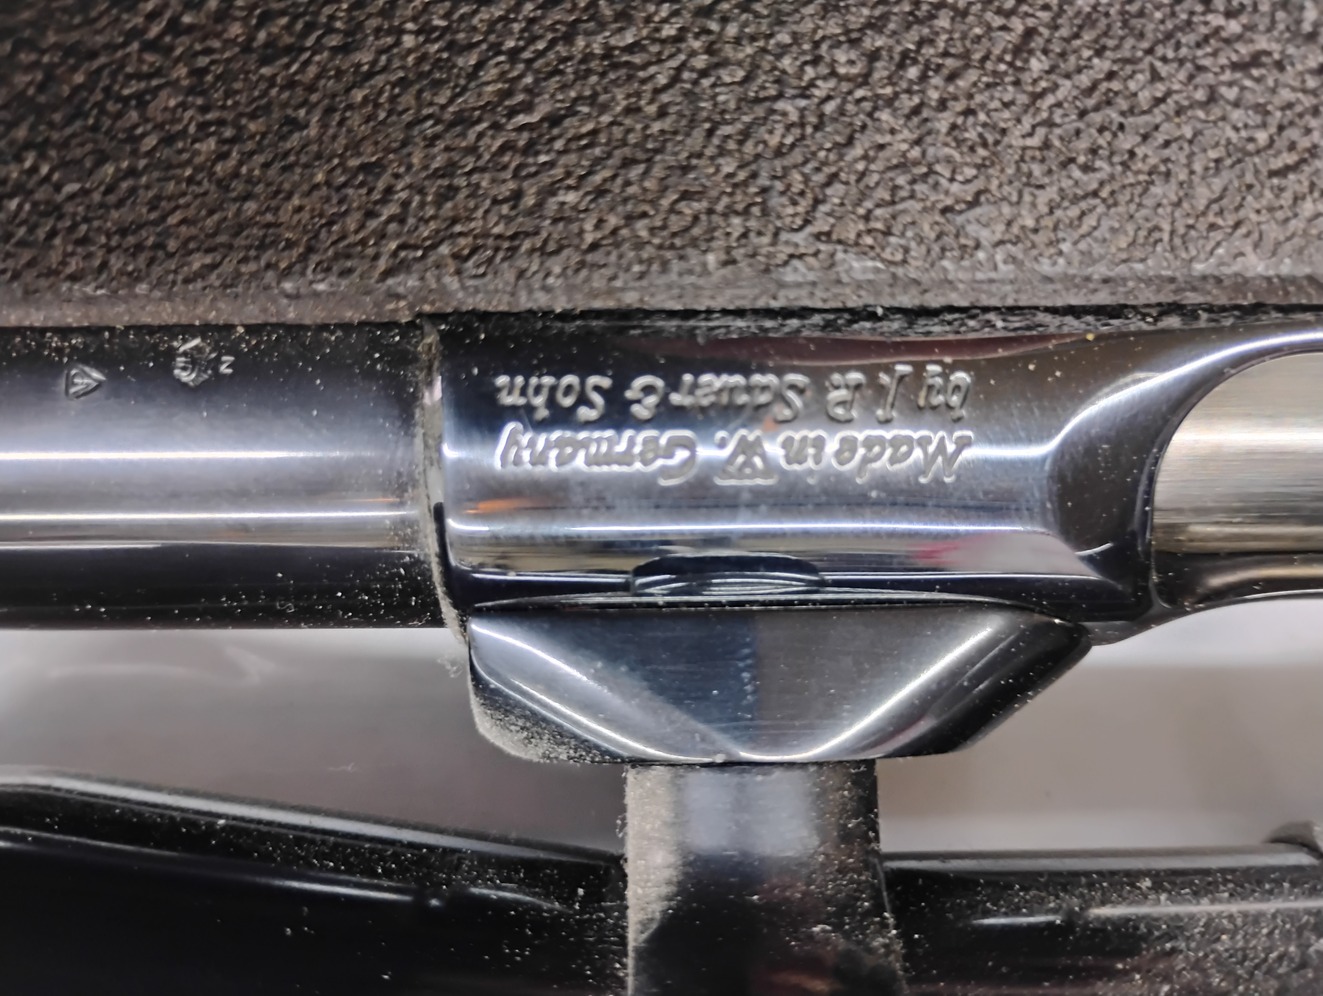 Made in W. Germany
by J. P. Sauer & Sohn
N